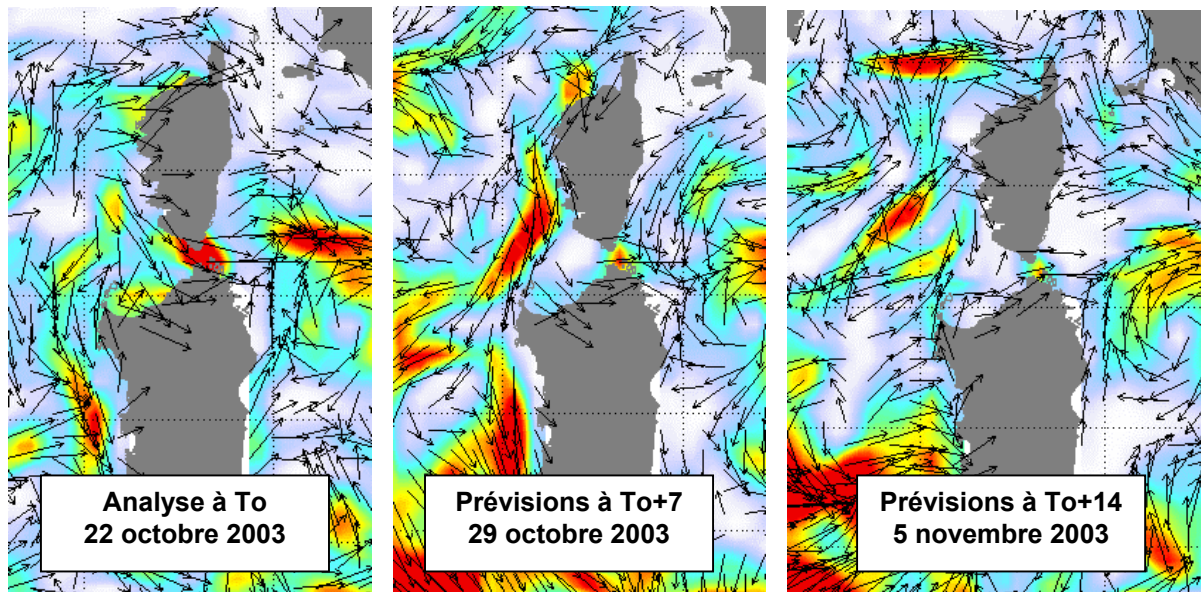 Analyse à To
22 octobre 2003
Prévisions à To+7
29 octobre 2003
Prévisions à To+14
5 novembre 2003